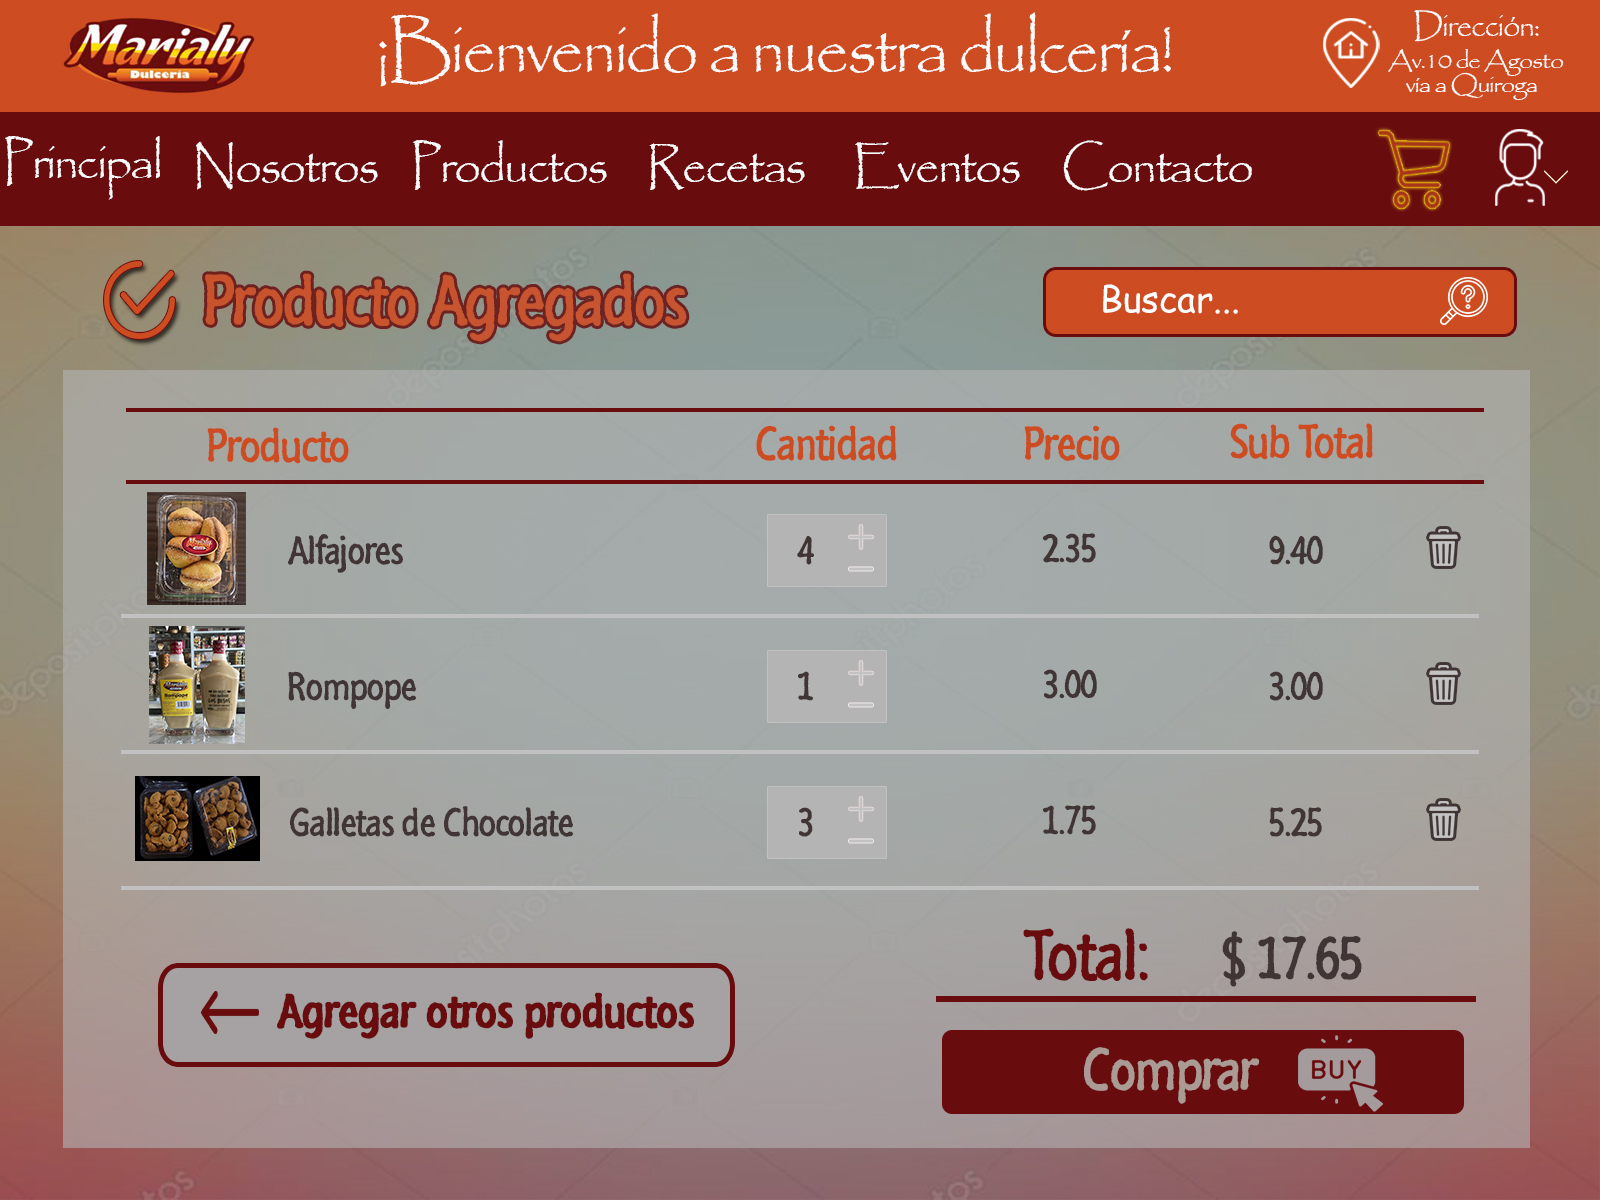 Marialy
Dulcería
¡Bienvenido a nuestra dulcería!
Dirección:
Av.10 de Agosto
vía a Quiroga
Principal Nosotros Productos Recetas Eventos Contacto
Producto Agregados
Buscar...
Producto Cantidad Precio Sub Total
Alfajores 4 2.35 9.40
Rompope 1 3.00 3.00
Galletas de Chocolate 3 1.75 5.25
Total: $ 17.65
Agregar otros productos
Comprar BUY